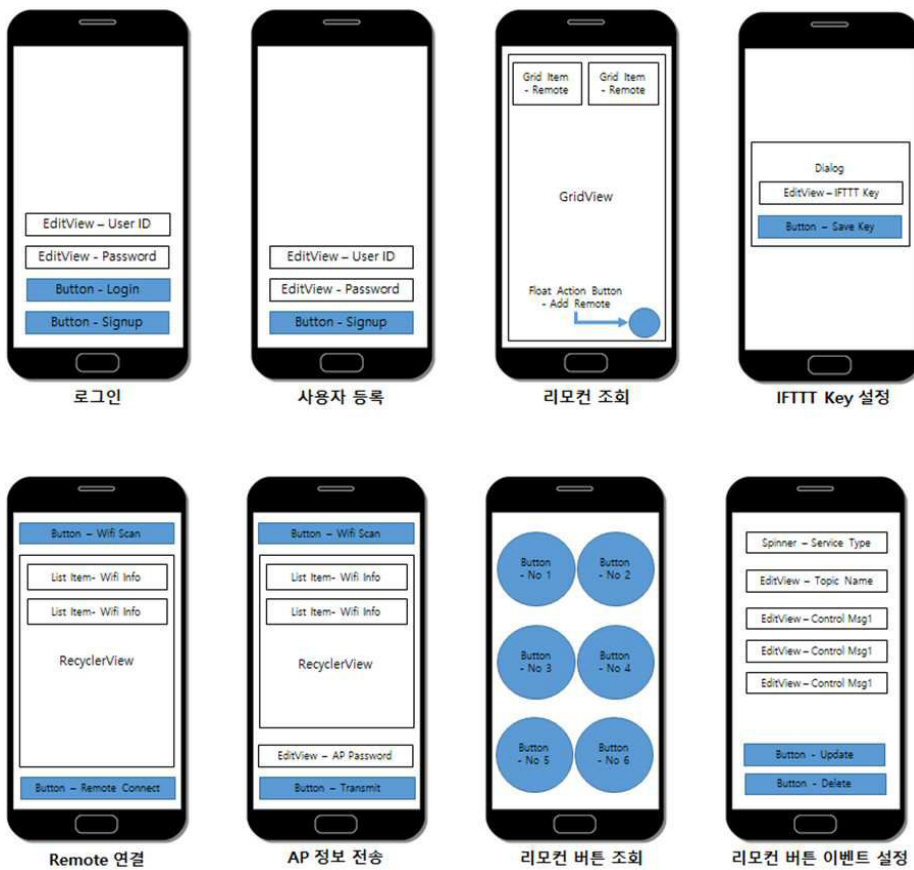 EditView – User ID
EditView - Password
Button - Login
Button - Signup
로그인
EditView – User ID
EditView - Password
Button - Signup
사용자 등록
Grid Item
- Remote
Grid Item
- Remote
GridView
Float Action Button
- Add Remote
리모컨 조회
Dialog
EditView – IFTTT Key
Button – Save Key
IFTTT Key 설정
Button – Wifi Scan
List Item- Wifi Info
List Item- Wifi Info
RecyclerView
Button – Remote Connect
Remote 연결
Button – Wifi Scan
List Item- Wifi Info
List Item- Wifi Info
RecyclerView
EditView – AP Password
Button – Transmit
AP 정보 전송
Button
- No 1
Button
- No 2
Button
- No 3
Button
- No 4
Button
- No 5
Button
- No 6
리모컨 버튼 조회
Spinner – Service Type
EditView – Topic Name
EditView – Control Msg1
EditView – Control Msg1
EditView – Control Msg1
Button - Update
Button - Delete
리모컨 버튼 이벤트 설정